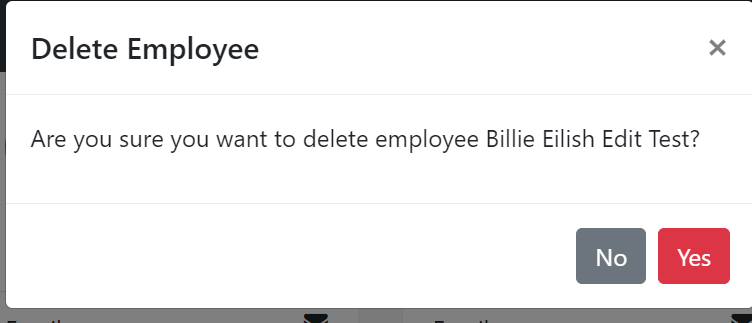 Delete Employee
×
Are you sure you want to delete employee Billie Eilish Edit Test?
No Yes